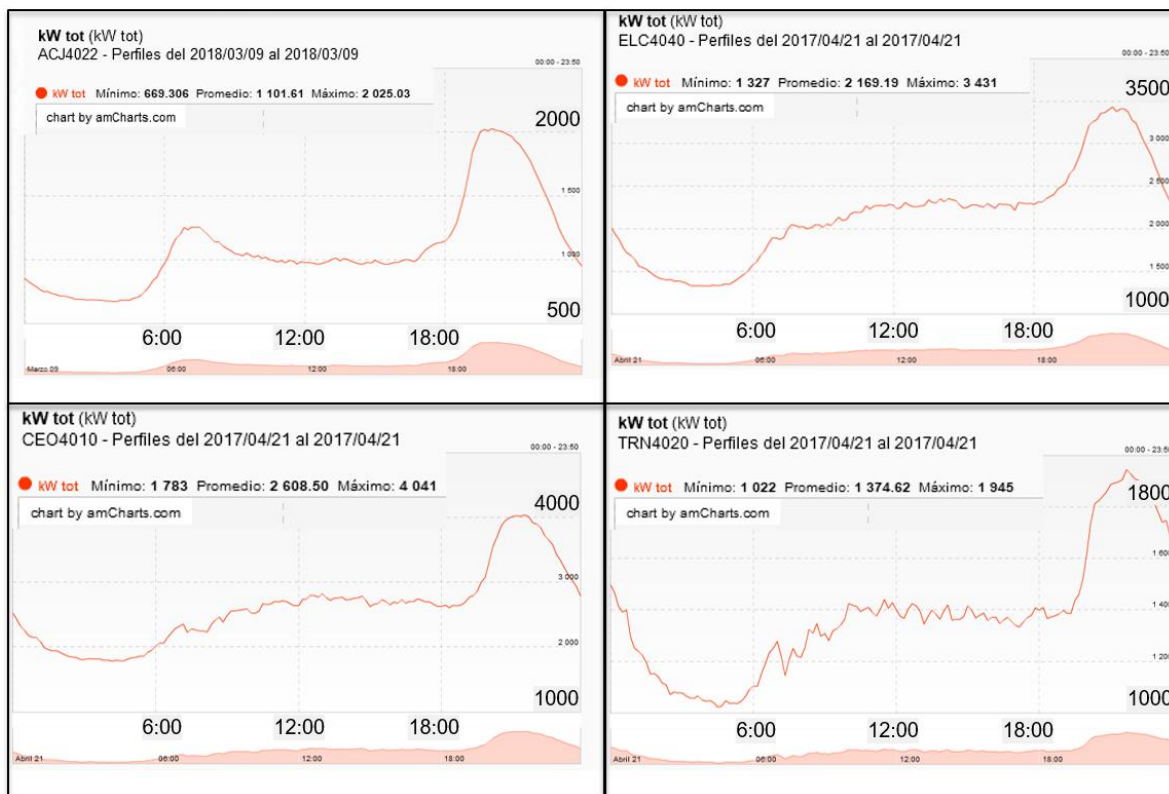 kW tot (kW tot)
ACJ4022 - Perfiles del 2018/03/09 al 2018/03/09
00:00 - 23:50
kW tot Mínimo: 669.306 Promedio: 1 101.61 Máximo: 2 025.03
chart by amCharts.com
2000
1 500
1 000
500
6:00 12:00 18:00
Marzo 09 06:00 12:00 18:00
kW tot (kW tot)
ELC4040 - Perfiles del 2017/04/21 al 2017/04/21
00:00 - 23:50
kW tot Mínimo: 1 327 Promedio: 2 169.19 Máximo: 3 431
chart by amCharts.com
3500
2 500
2 000
1 500
1000
6:00 12:00 18:00
Abril 21 06:00 12:00 18:00
kW tot (kW tot)
CEO4010 - Perfiles del 2017/04/21 al 2017/04/21
00:00 - 23:50
kW tot Mínimo: 1 783 Promedio: 2 608.50 Máximo: 4 041
chart by amCharts.com
4000
3 000
2 000
1000
6:00 12:00 18:00
Abril 21 06:00 12:00 18:00
kW tot (kW tot)
TRN4020 - Perfiles del 2017/04/21 al 2017/04/21
00:00 - 23:50
kW tot Mínimo: 1 022 Promedio: 1 374.62 Máximo: 1 945
chart by amCharts.com
1800
1 600
1 400
1 200
1000
6:00 12:00 18:00
Abril 21 06:00 12:00 18:00